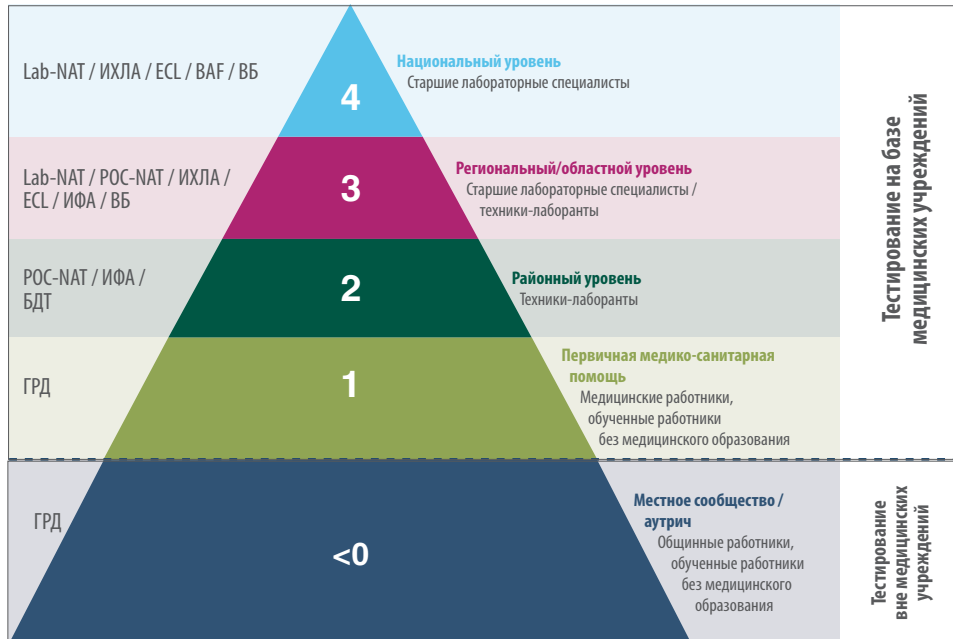 Lab-NAT / ИХЛА / ECL / BAF / ВБ
4
Национальный уровень
Старшие лабораторные специалисты
Lab-NAT / POC-NAT / ИХЛА /
ECL / ИФА / ВБ
3
Региональный/областной уровень
Старшие лабораторные специалисты /
техники-лаборанты
POC-NAT / ИФА /
БДТ
2
Районный уровень
Техники-лаборанты
ГРД
1
Первичная медико-санитарная
помощь
Медицинские работники,
обученные работники
без медицинского образования
Тестирование на базе
медицинских учреждений
ГРД
<0
Местное сообщество /
аутрич
Общинные работники,
обученные работники
без медицинского
образования
Тестирование
вне медицинских
учреждений